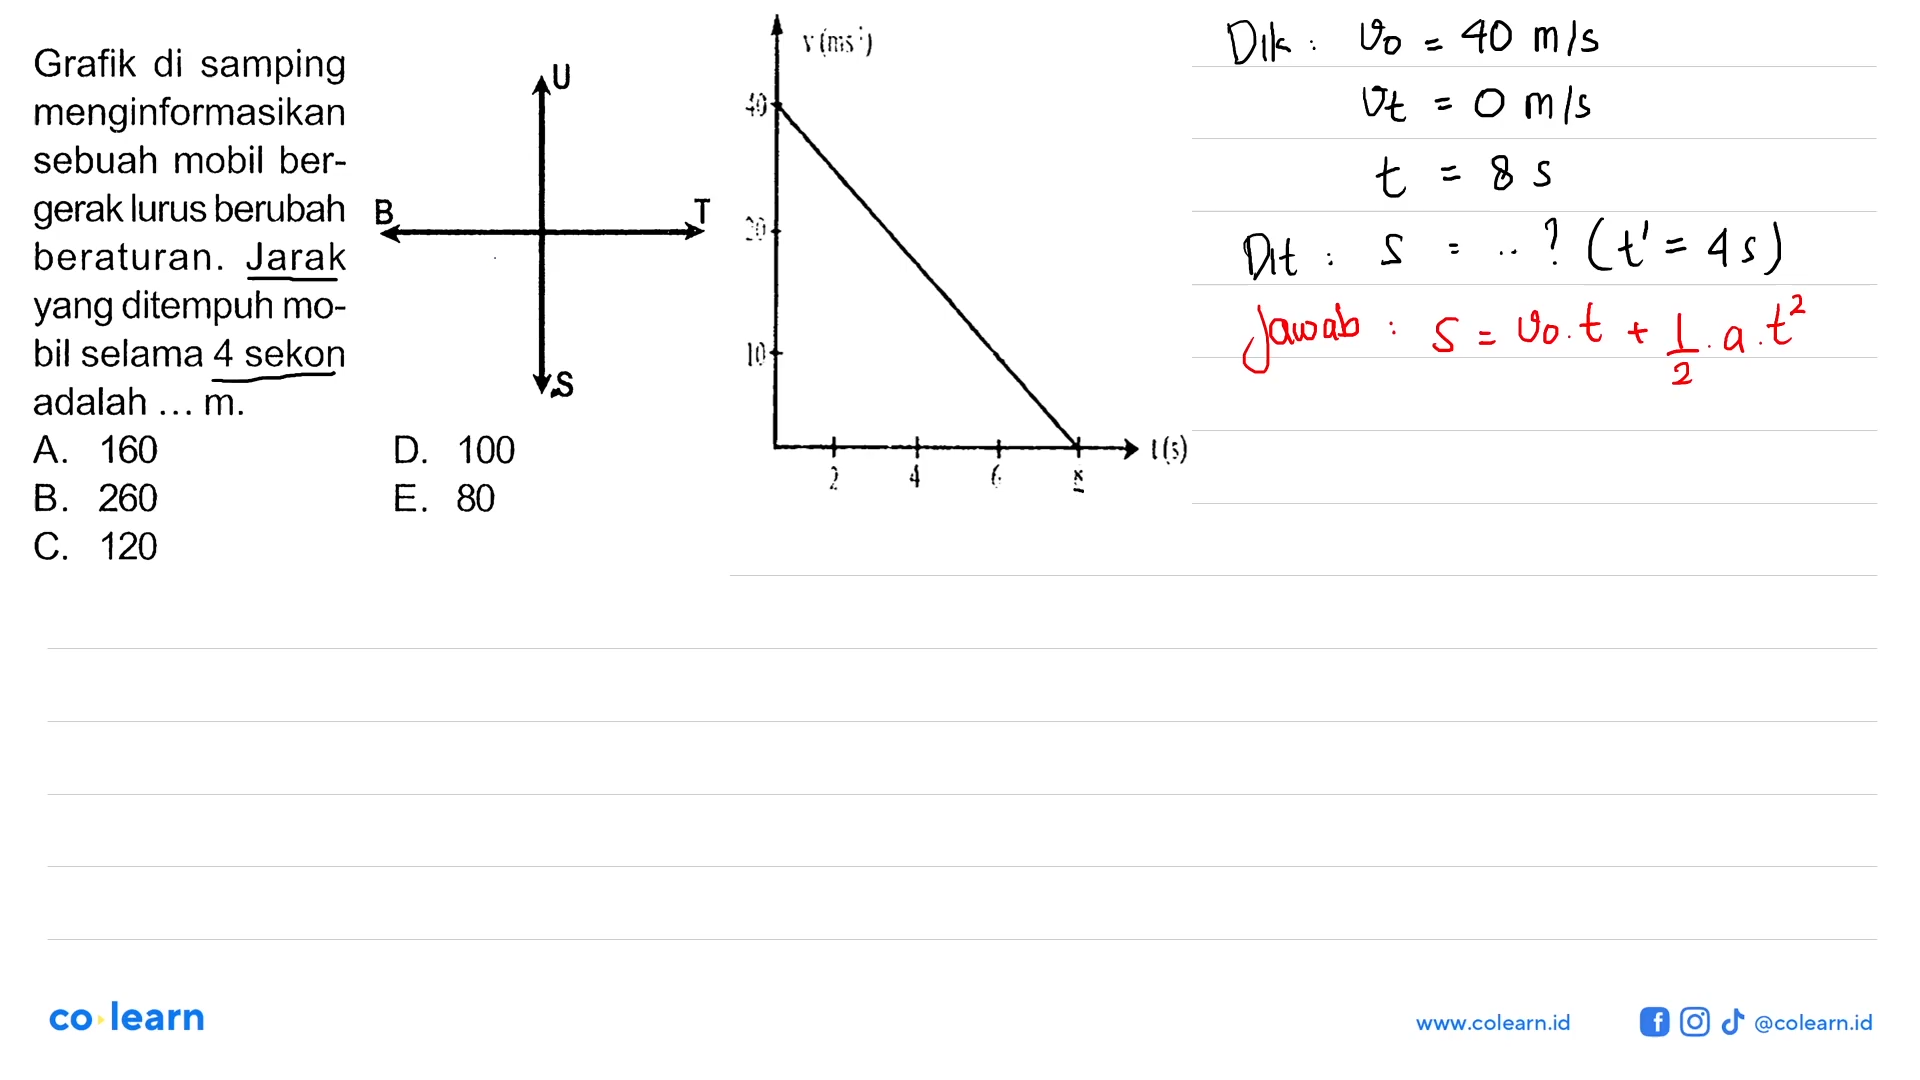 Grafik di samping
menginformasikan
sebuah mobil ber-
gerak lurus berubah
beraturan. Jarak
yang ditempuh mo-
bil selama 4 sekon
adalah ... m.
A. 160
B. 260
C. 120
D. 100
E. 80
U
B
T
S
v (ms⁻¹)
40
20
10
2 4 6 8
t (s)
Dik : v₀ = 40 m/s
vt = 0 m/s
t = 8 s
Dit : s = ..? (t' = 4 s)
Jawab : s = v₀.t + 1/2 . a . t²
co learn
www.colearn.id
@colearn.id